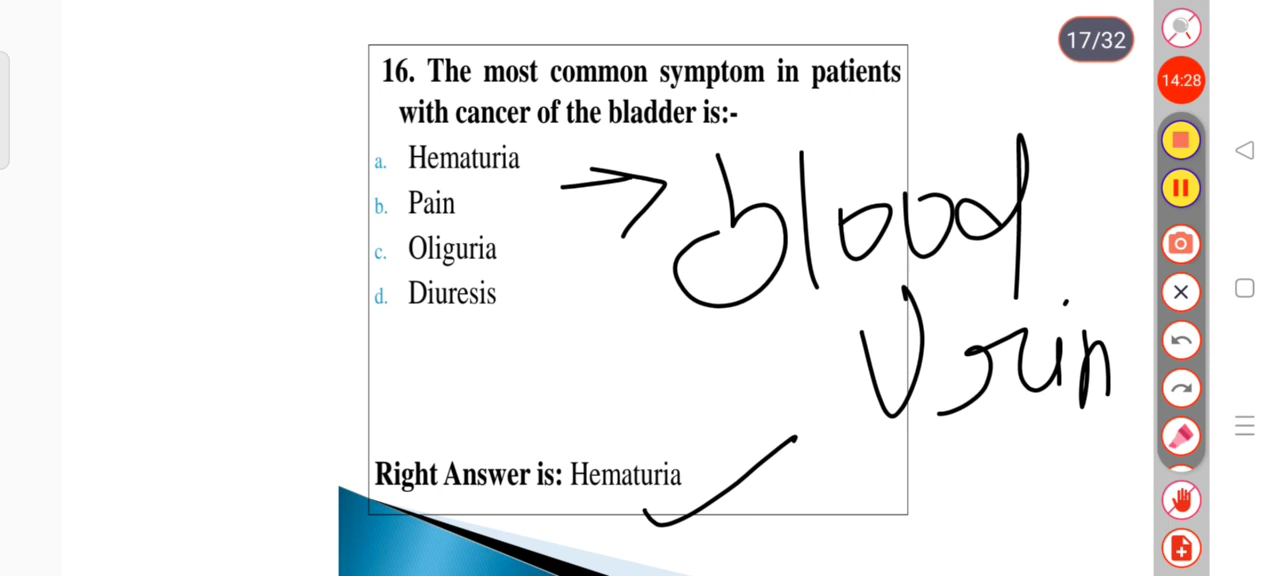 17/32
14:28
16. The most common symptom in patients
with cancer of the bladder is:-
a. Hematuria
b. Pain
c. Oliguria
d. Diuresis
blood
Urin
Right Answer is: Hematuria